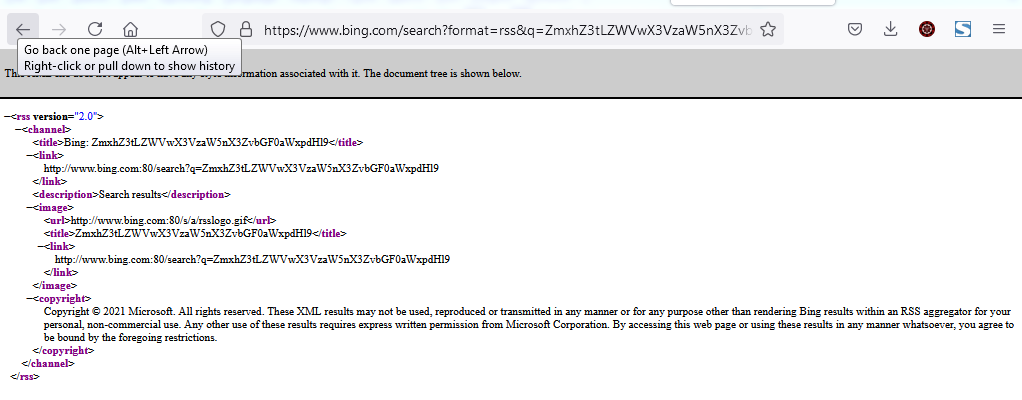 https://www.bing.com/search?format=rss&q=ZmxhZ3tLZWVwX3VzaW5nX3Zvb
Go back one page (Alt+Left Arrow)
Right-click or pull down to show history
information associated with it. The document tree is shown below.
−<rss version="2.0">
−<channel>
<title>Bing: ZmxhZ3tLZWVwX3VzaW5nX3ZvbGF0aWxpdHl9</title>
−<link>
http://www.bing.com:80/search?q=ZmxhZ3tLZWVwX3VzaW5nX3ZvbGF0aWxpdHl9
</link>
<description>Search results</description>
−<image>
<url>http://www.bing.com:80/s/a/rsslogo.gif</url>
<title>ZmxhZ3tLZWVwX3VzaW5nX3ZvbGF0aWxpdHl9</title>
−<link>
http://www.bing.com:80/search?q=ZmxhZ3tLZWVwX3VzaW5nX3ZvbGF0aWxpdHl9
</link>
</image>
−<copyright>
Copyright © 2021 Microsoft. All rights reserved. These XML results may not be used, reproduced or transmitted in any manner or for any purpose other than rendering Bing results within an RSS aggregator for your
personal, non-commercial use. Any other use of these results requires express written permission from Microsoft Corporation. By accessing this web page or using these results in any manner whatsoever, you agree to
be bound by the foregoing restrictions.
</copyright>
</channel>
</rss>